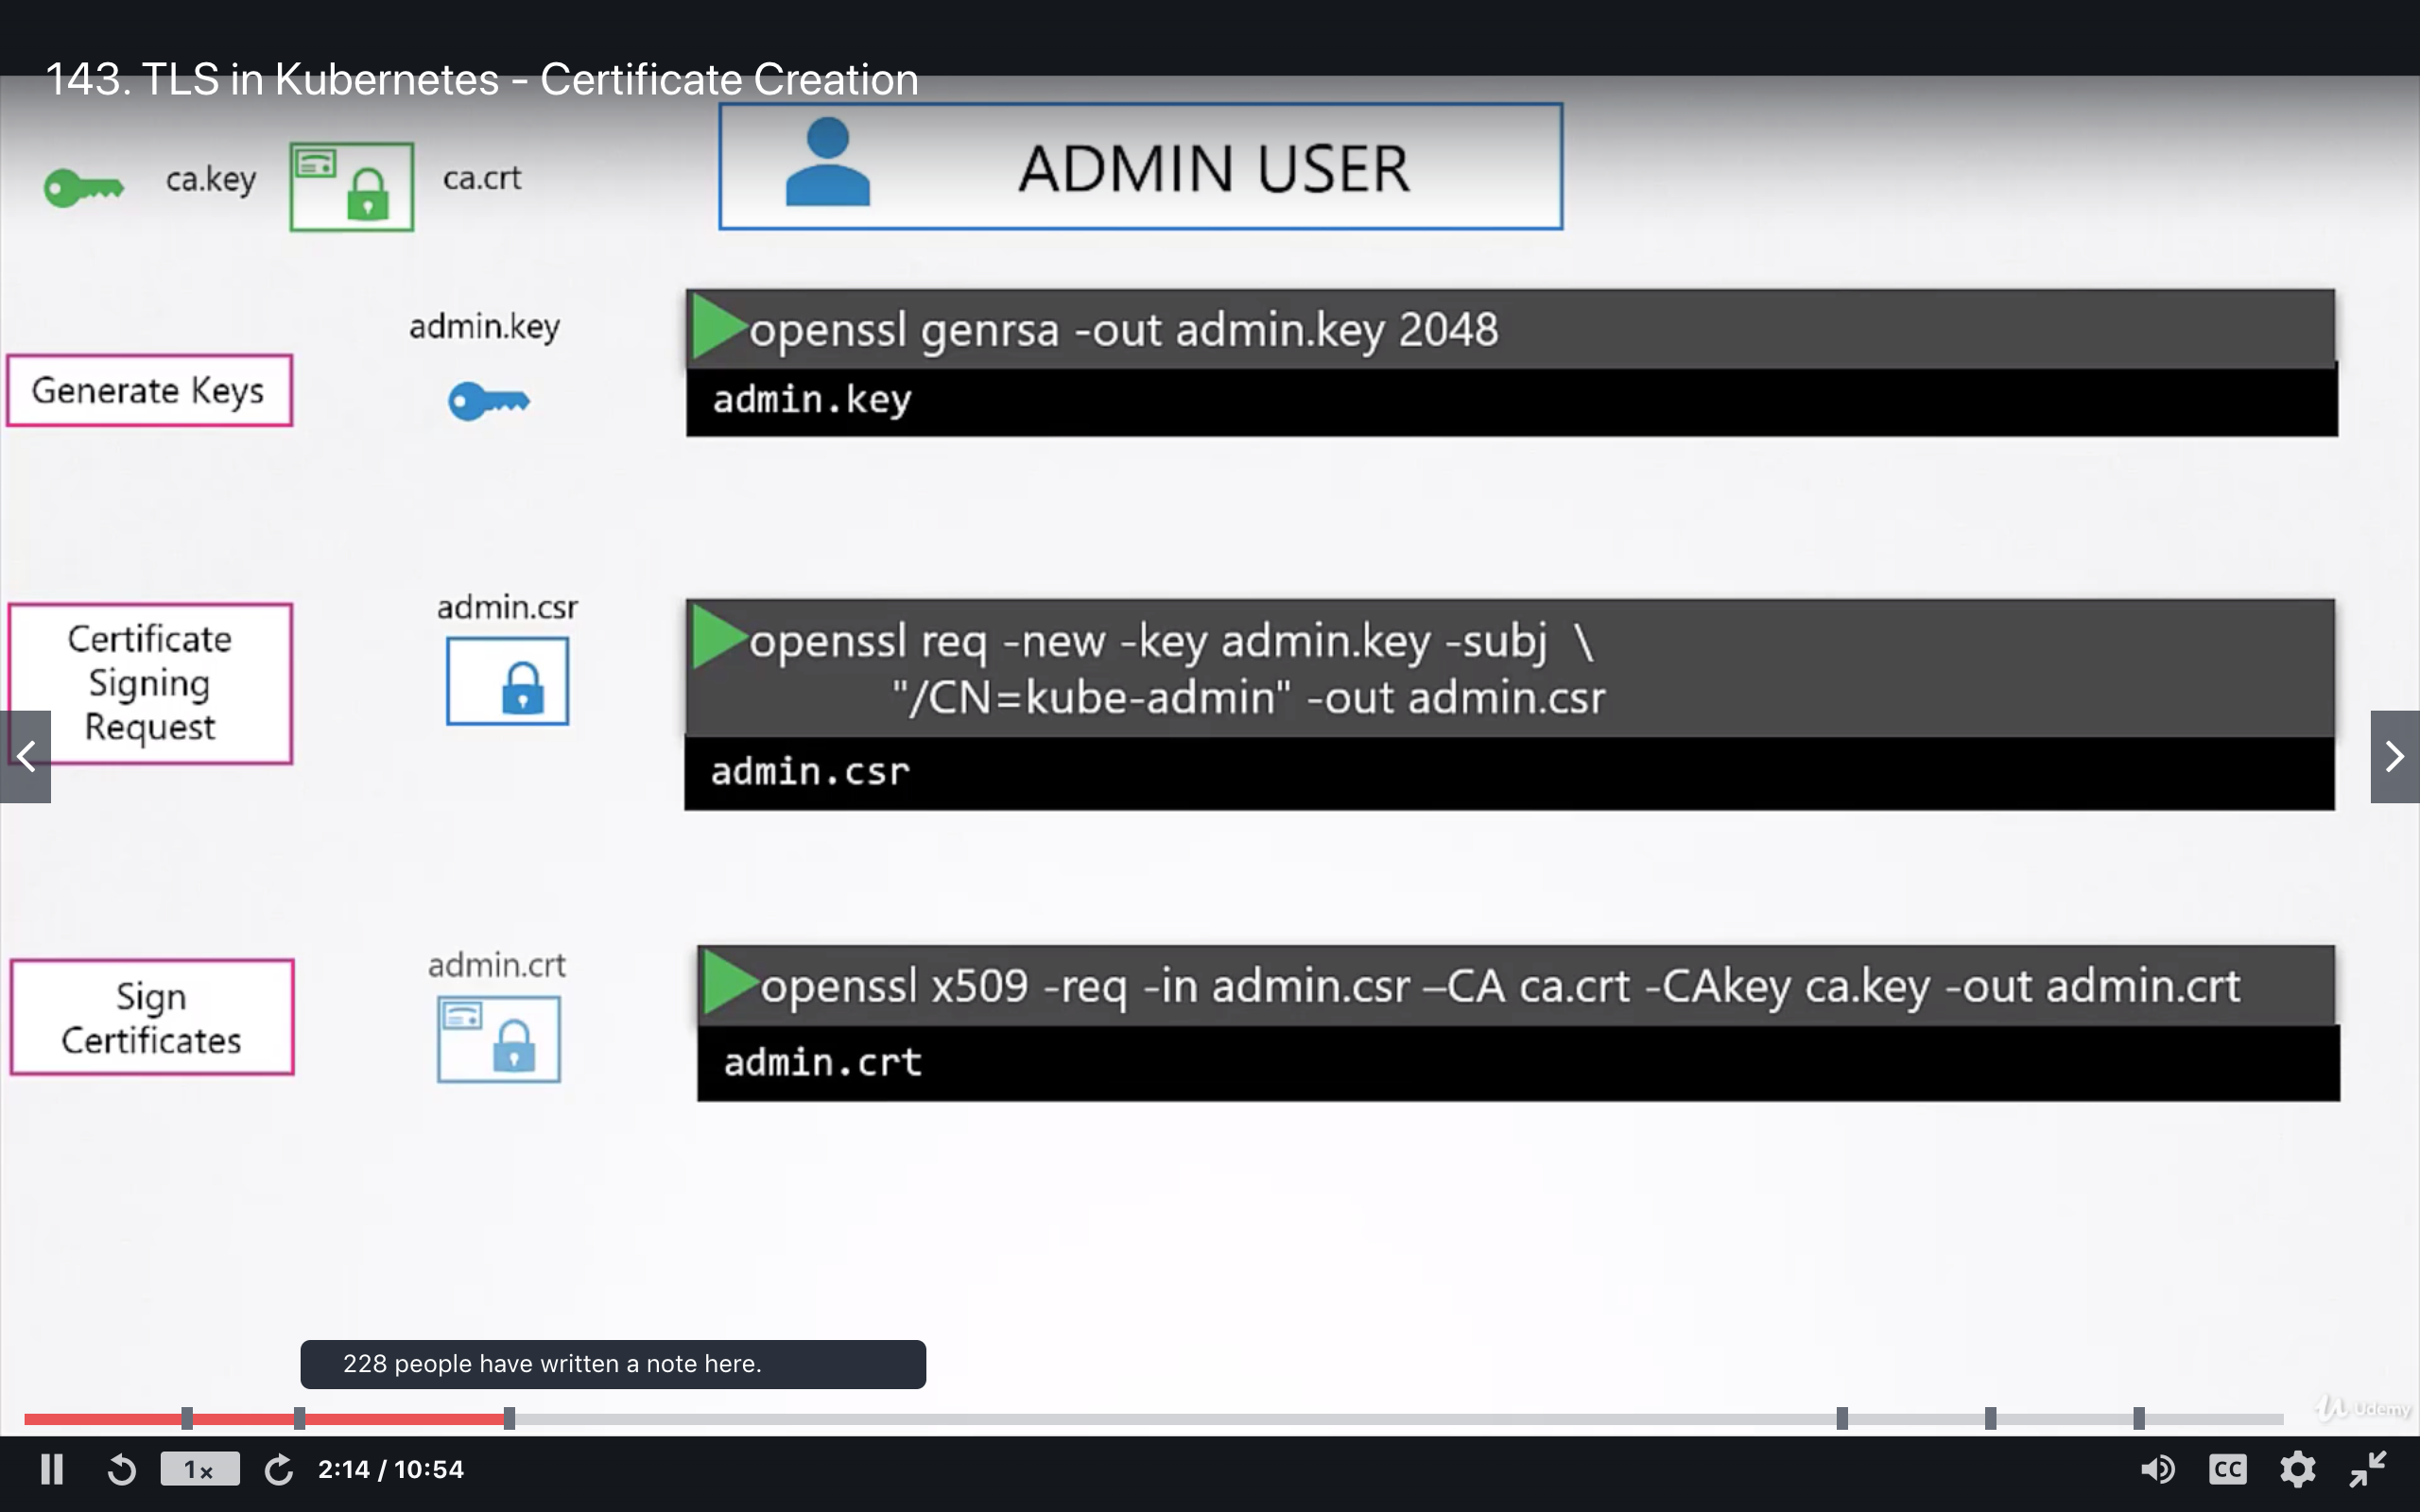 143. TLS in Kubernetes - Certificate Creation
ca.key
ca.crt
ADMIN USER
Generate Keys
admin.key
openssl genrsa -out admin.key 2048
admin.key
Certificate
Signing
Request
admin.csr
openssl req -new -key admin.key -subj \
"/CN=kube-admin" -out admin.csr
admin.csr
Sign
Certificates
admin.crt
openssl x509 -req -in admin.csr –CA ca.crt -CAkey ca.key -out admin.crt
admin.crt
228 people have written a note here.
Udemy
1x
2:14 / 10:54
CC